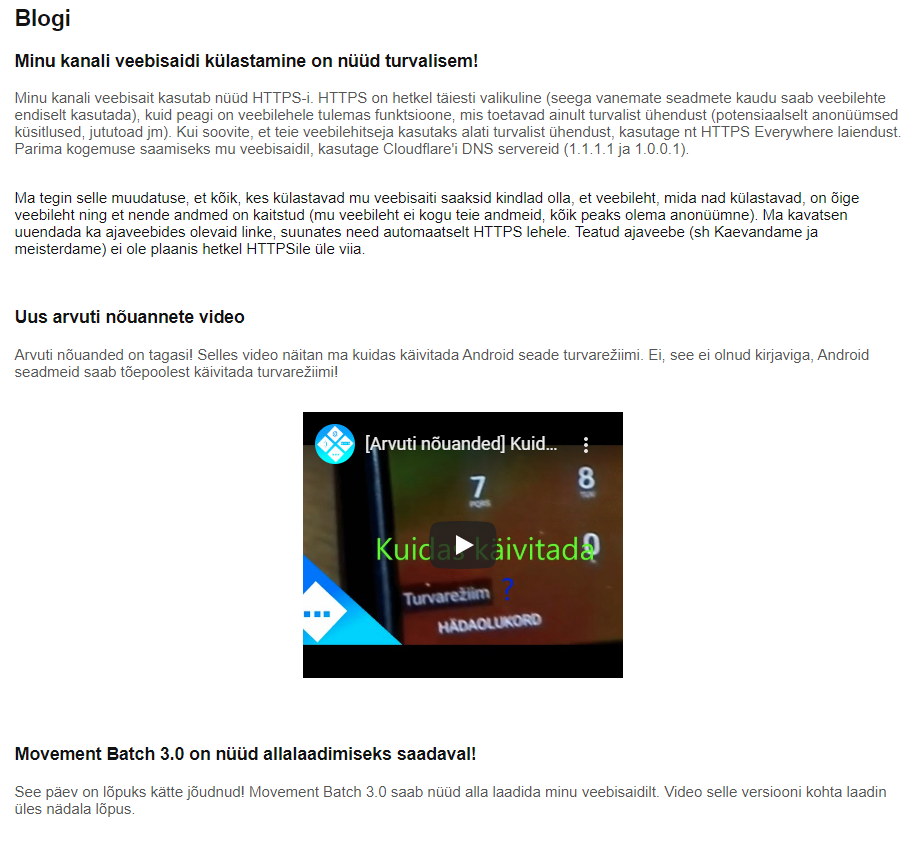 Blogi
Minu kanali veebisaidi külastamine on nüüd turvalisem!
Minu kanali veebisait kasutab nüüd HTTPS-i. HTTPS on hetkel täiesti valikuline (seega vanemate seadmete kaudu saab veebilehte
endiselt kasutada), kuid peagi on veebilehele tulemas funktsioone, mis toetavad ainult turvalist ühendust (potensiaalselt anonüümsed
küsitlused, jututoad jm). Kui soovite, et teie veebilehitseja kasutaks alati turvalist ühendust, kasutage nt HTTPS Everywhere laiendust.
Parima kogemuse saamiseks mu veebisaidil, kasutage Cloudflare'i DNS servereid (1.1.1.1 ja 1.0.0.1).
Ma tegin selle muudatuse, et kõik, kes külastavad mu veebisaiti saaksid kindlad olla, et veebileht, mida nad külastavad, on õige
veebileht ning et nende andmed on kaitstud (mu veebileht ei kogu teie andmeid, kõik peaks olema anonüümne). Ma kavatsen
uuendada ka ajaveebides olevaid linke, suunates need automaatselt HTTPS lehele. Teatud ajaveebe (sh Kaevandame ja
meisterdame) ei ole plaanis hetkel HTTPSile üle viia.
Uus arvuti nõuannete video
Arvuti nõuanded on tagasi! Selles video näitan ma kuidas käivitada Android seade turvarežiimi. Ei, see ei olnud kirjaviga, Android
seadmeid saab tõepoolest käivitada turvarežiimi!
[Arvuti nõuanded] Kuid...
7 8
PQRS TUV
Kuidas käivitada
Turvarežiim ?
HÄDAOLUKORD
Movement Batch 3.0 on nüüd allalaadimiseks saadaval!
See päev on lõpuks kätte jõudnud! Movement Batch 3.0 saab nüüd alla laadida minu veebisaidilt. Video selle versiooni kohta laadin
üles nädala lõpus.